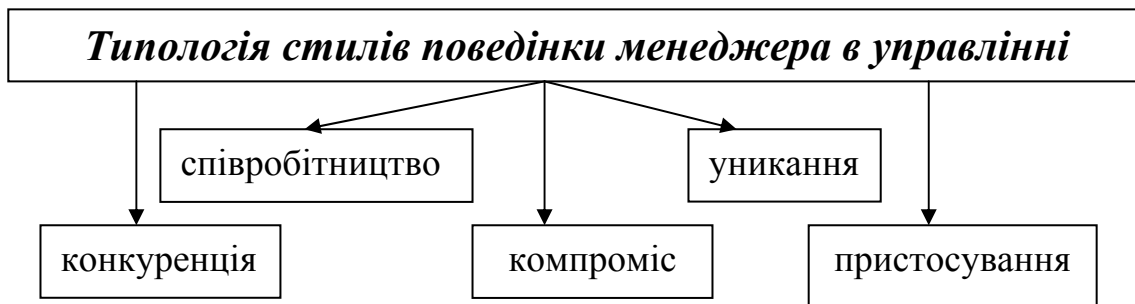 Типологія стилів поведінки менеджера в управлінні
співробітництво
уникання
конкуренція
компроміс
пристосування